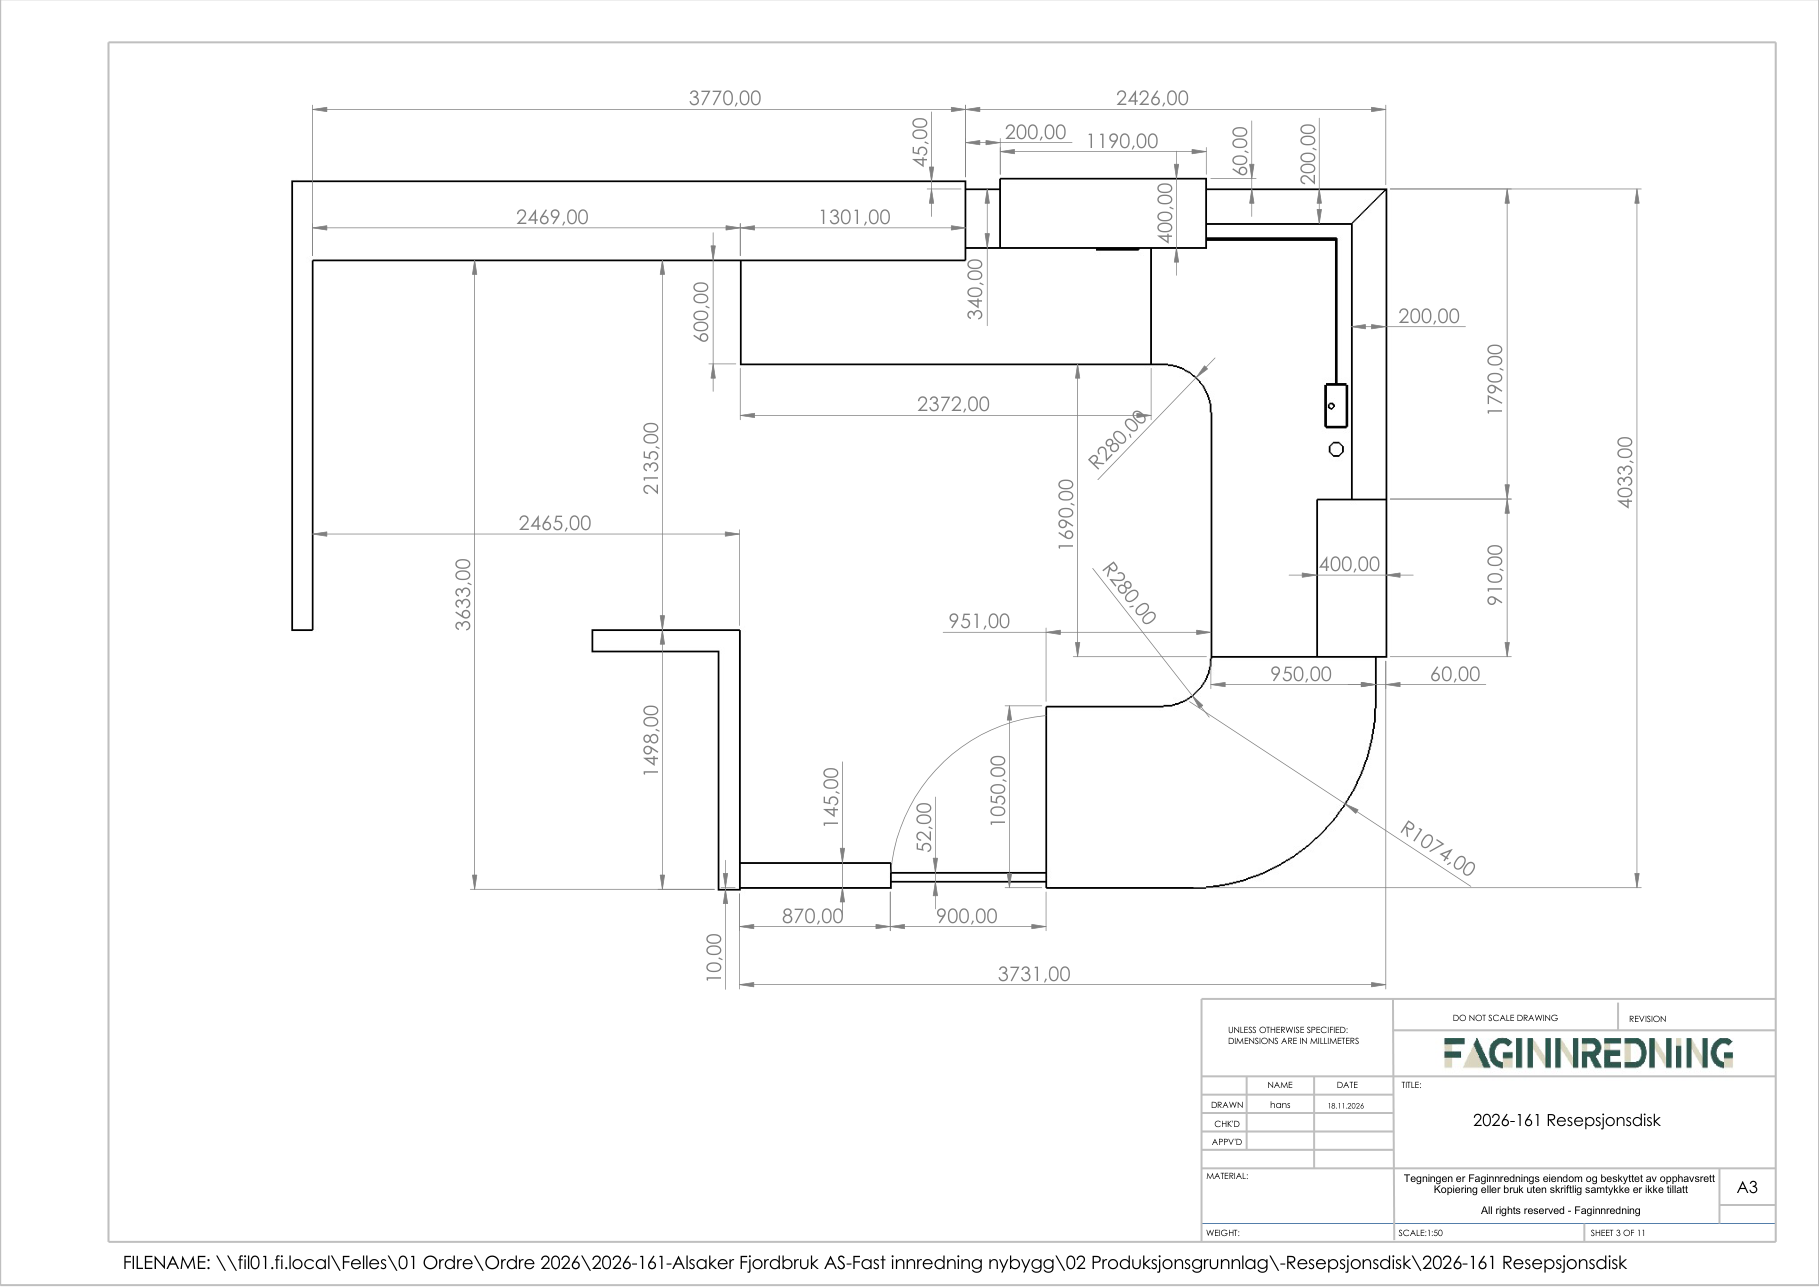 3770,00
2426,00
45,00
200,00
1190,00
60,00
200,00
2469,00
1301,00
400,00
340,00
600,00
200,00
2372,00
R280,00
1790,00
2135,00
4033,00
1690,00
2465,00
3633,00
R280,00
400,00
910,00
951,00
950,00
60,00
1498,00
145,00
52,00
1050,00
R1074,00
870,00
900,00
10,00
3731,00
UNLESS OTHERWISE SPECIFIED:
DIMENSIONS ARE IN MILLIMETERS
DO NOT SCALE DRAWING
REVISION
FAGINNREDNING
NAME
DATE
TITLE:
DRAWN
hans
18.11.2026
CHK'D
APPV'D
2026-161 Resepsjonsdisk
MATERIAL:
Tegningen er Faginnrednings eiendom og beskyttet av opphavsrett
Kopiering eller bruk uten skriftlig samtykke er ikke tillatt
All rights reserved - Faginnredning
A3
WEIGHT:
SCALE:1:50
SHEET 3 OF 11
FILENAME: \\fil01.fi.local\Felles\01 Ordre\Ordre 2026\2026-161-Alsaker Fjordbruk AS-Fast innredning nybygg\02 Produksjonsgrunnlag\-Resepsjonsdisk\2026-161 Resepsjonsdisk